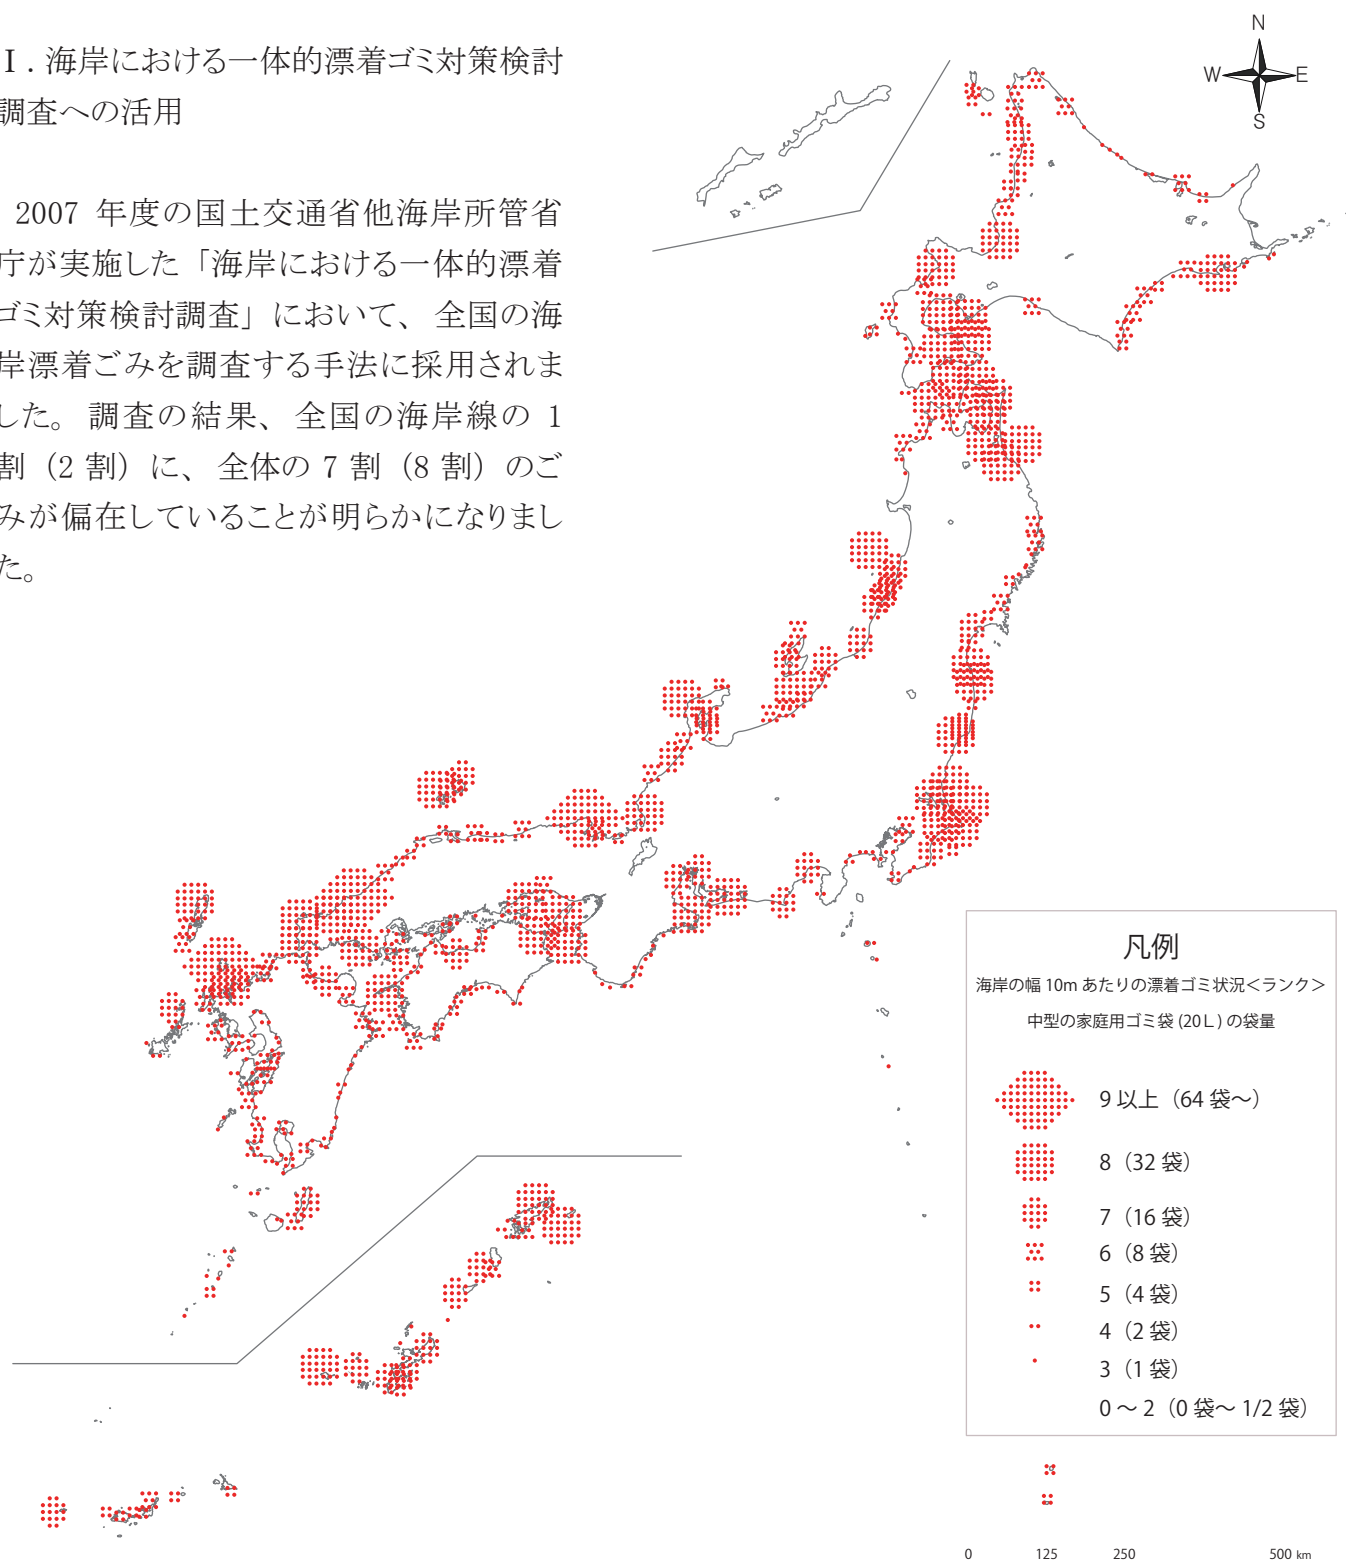 Ⅰ. 海岸における一体的漂着ゴミ対策検討
調査への活用
2007 年度の国土交通省他海岸所管省
庁が実施した「海岸における一体的漂着
ゴミ対策検討調査」において、全国の海
岸漂着ごみを調査する手法に採用されま
した。調査の結果、全国の海岸線の 1
割（2 割）に、全体の 7 割（8 割）のご
みが偏在していることが明らかになりまし
た。
N
W E
S
凡例
海岸の幅 10m あたりの漂着ゴミ状況＜ランク＞
中型の家庭用ゴミ袋 (20L) の袋量
9 以上（64 袋～）
8（32 袋）
7（16 袋）
6（8 袋）
5（4 袋）
4（2 袋）
3（1 袋）
0 ～ 2（0 袋～ 1/2 袋）
0 125 250 500 km